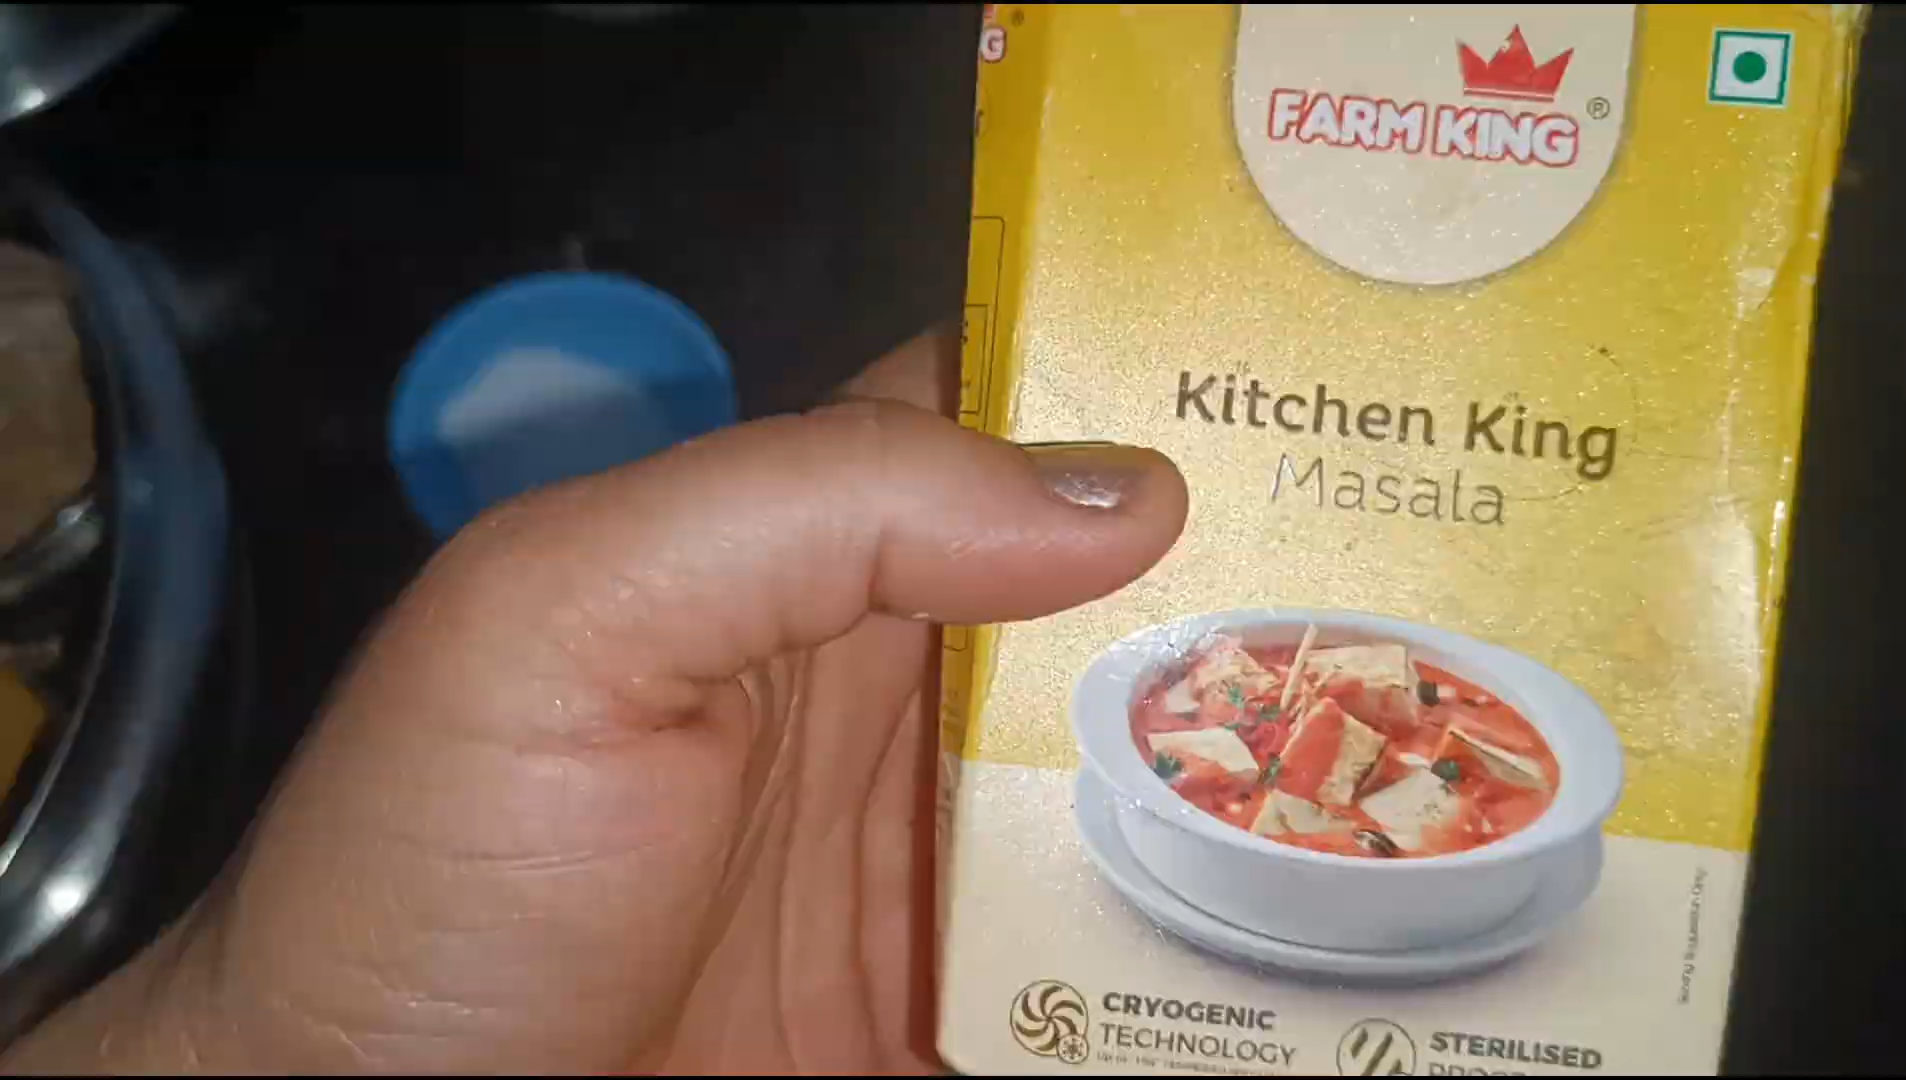 G®
FARM KING®
Kitchen King
Masala
CRYOGENIC
TECHNOLOGY
STERILISED